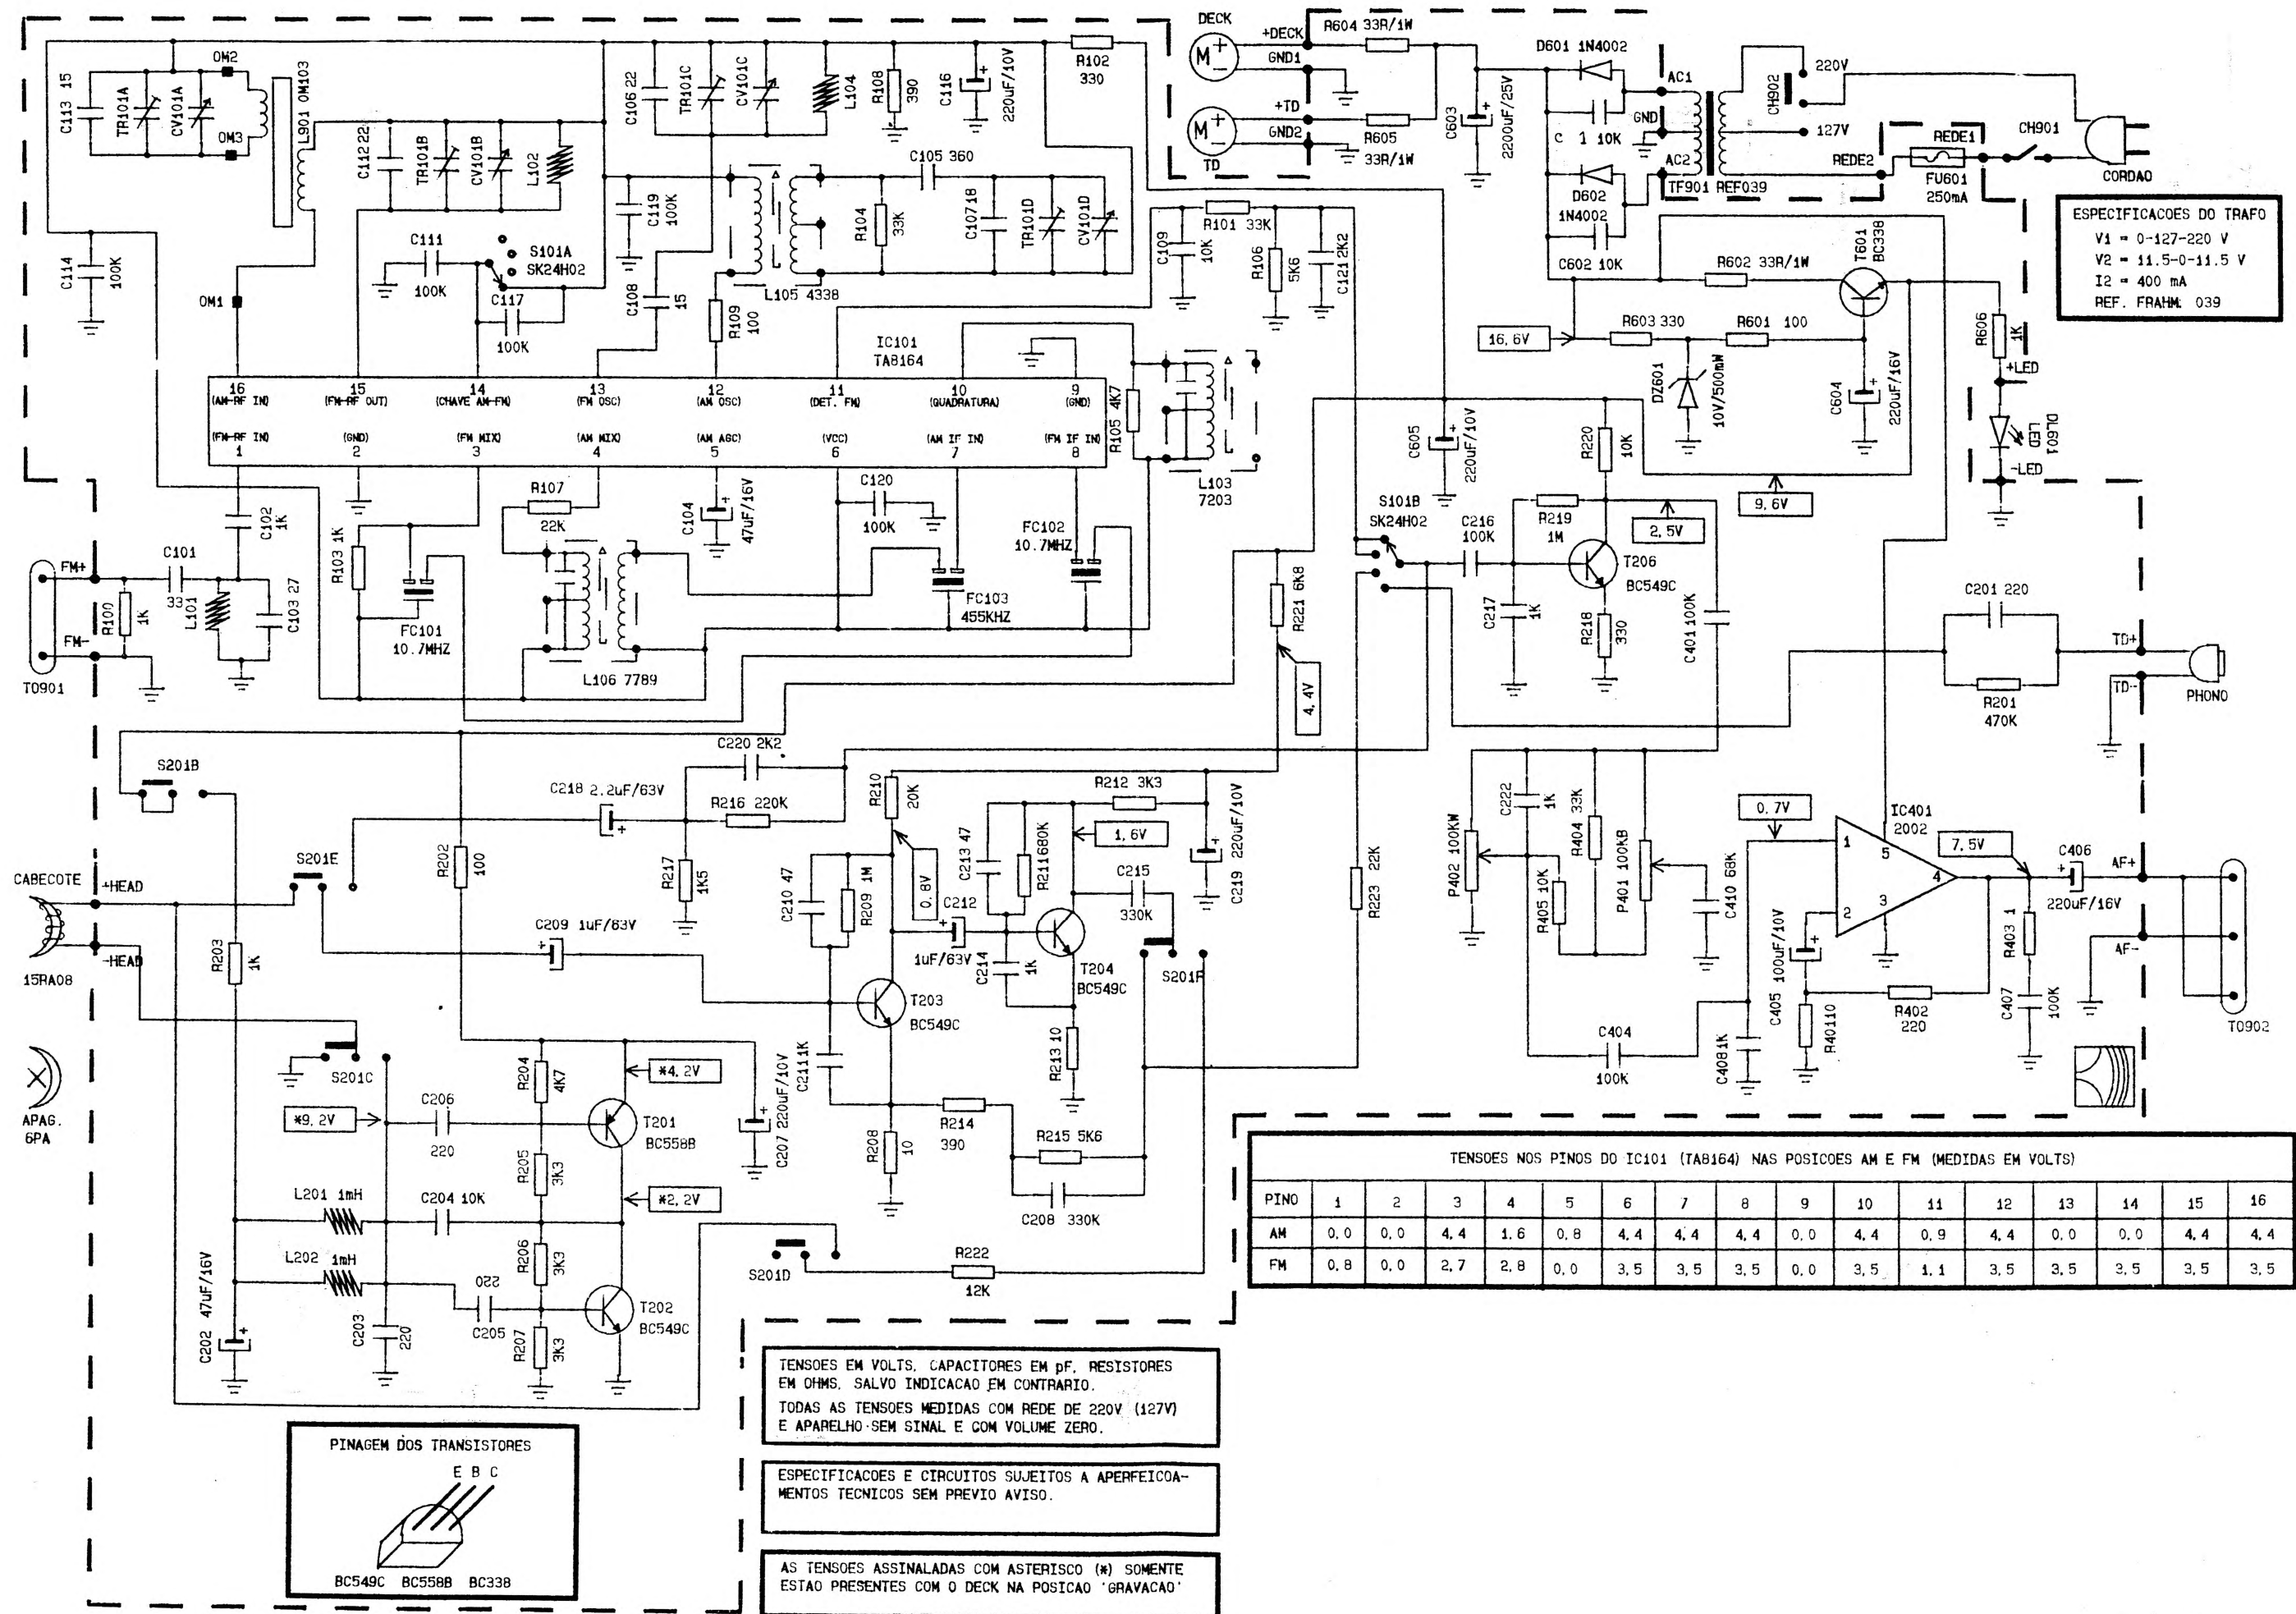 DECK
+DECK
GND1
R604 33R/1W
+TD
GND2
TD
R605
33R/1W
C603
2200uF/25V
D601 1N4002
C 1 10K
D602
1N4002
C602 10K
AC1
GND
AC2
TF901 REF039
CH902
220V
127V
REDE1
REDE2
FU601
250mA
CH901
CORDAO
ESPECIFICACOES DO TRAFO
V1 = 0-127-220 V
V2 = 11.5-0-11.5 V
I2 = 400 mA
REF. FRAHM: 039
C113 15
TR101A
CV101A
OM2
OM3
L901 OM103
C112 22
TR101B
CV101B
L102
C106 22
TR101C
CV101C
L104
R108
390
C116
220uF/10V
R102
330
C114
100K
OM1
C111
100K
S101A
SK24H02
C117
100K
C119
100K
C108
15
R109
100
L105 4338
R104
33K
C105 360
C107 18
TR101D
CV101D
C109
10K
R101 33K
R106
5K6
C121 2K2
IC101
TA8164
16
(AM-RF IN)
15
(FM-RF OUT)
14
(CHAVE AM-FM)
13
(FM OSC)
12
(AM OSC)
11
(DET. FM)
10
(QUADRATURA)
9
(GND)
(FM-RF IN)
1
(GND)
2
(FM MIX)
3
(AM MIX)
4
(AM AGC)
5
(VCC)
6
(AM IF IN)
7
(FM IF IN)
8
R105 4K7
L103
7203
16,6V
R602 33R/1W
T601
BC338
R603 330
R601 100
DZ601
10V/500mW
C604
220uF/16V
R606
1K
+LED
DL601
LED
-LED
C605
220uF/10V
R220
10K
9,6V
2,5V
S101B
SK24H02
C216
100K
R219
1M
T206
BC549C
C217
1K
R218
330
C401 100K
C201 220
R201
470K
TD+
TD-
PHONO
FM+
FM-
T0901
R100
1K
C101
33
L101
C102
1K
C103 27
R103 1K
FC101
10.7MHZ
R107
22K
L106 7789
C104
47uF/16V
C120
100K
FC103
455KHZ
FC102
10.7MHZ
R221 6K8
4,4V
S201B
S201E
CABECOTE
+HEAD
-HEAD
15RA08
APAG.
6PA
R203
1K
R202
100
C218 2.2uF/63V
C220 2K2
R216 220K
R217
1K5
C209 1uF/63V
C210 47
R209 1M
R210
20K
0.8V
C212
1uF/63V
C213 47
R211680K
R212 3K3
1,6V
C215
330K
C219 220uF/10V
C214
1K
T204
BC549C
S201F
T203
BC549C
R213 10
C2111K
R208
10
R214
390
R215 5K6
C208 330K
R223 22K
P402 100KW
C222
1K
R405 10K
R404 33K
P401 100KB
C410 68K
C404
100K
C4081K
0,7V
IC401
2002
1
2
3
4
5
7,5V
C406
220uF/16V
AF+
AF-
T0902
C405 100uF/10V
R40110
R402
220
R403 1
C407
100K
S201C
*9,2V
C206
220
R204
4K7
*4,2V
T201
BC558B
C207 220uF/10V
R205
3K3
*2,2V
L201 1mH
C204 10K
L202 1mH
R206
3K3
220
C205
T202
BC549C
R207
3K3
C203
220
C202 47uF/16V
S201D
R222
12K
TENSOES NOS PINOS DO IC101 (TA8164) NAS POSICOES AM E FM (MEDIDAS EM VOLTS)
PINO 1 2 3 4 5 6 7 8 9 10 11 12 13 14 15 16
AM 0,0 0,0 4,4 1,6 0,8 4,4 4,4 4,4 0,0 4,4 0,9 4,4 0,0 0,0 4,4 4,4
FM 0,8 0,0 2,7 2,8 0,0 3,5 3,5 3,5 0,0 3,5 1,1 3,5 3,5 3,5 3,5 3,5
TENSOES EM VOLTS, CAPACITORES EM pF, RESISTORES
EM OHMS, SALVO INDICACAO EM CONTRARIO.
TODAS AS TENSOES MEDIDAS COM REDE DE 220V (127V)
E APARELHO SEM SINAL E COM VOLUME ZERO.
ESPECIFICACOES E CIRCUITOS SUJEITOS A APERFEICOA-
MENTOS TECNICOS SEM PREVIO AVISO.
AS TENSOES ASSINALADAS COM ASTERISCO (*) SOMENTE
ESTAO PRESENTES COM O DECK NA POSICAO 'GRAVACAO'
PINAGEM DOS TRANSISTORES
E B C
BC549C BC558B BC338